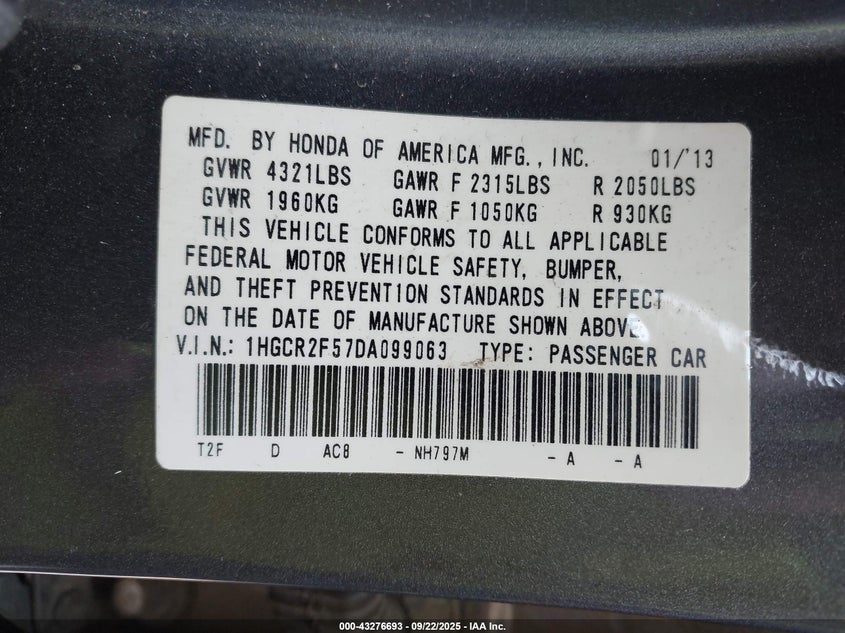 MFD. BY HONDA OF AMERICA MFG., INC. 01/'13
GVWR 4321LBS GAWR F 2315LBS R 2050LBS
GVWR 1960KG GAWR F 1050KG R 930KG
THIS VEHICLE CONFORMS TO ALL APPLICABLE
FEDERAL MOTOR VEHICLE SAFETY, BUMPER,
AND THEFT PREVENTION STANDARDS IN EFFECT
ON THE DATE OF MANUFACTURE SHOWN ABOVE.
V.I.N.: 1HGCR2F57DA099063 TYPE: PASSENGER CAR
T2F D AC8 - NH797M - A - A
000-43276693 - 09/22/2025 - IAA Inc.